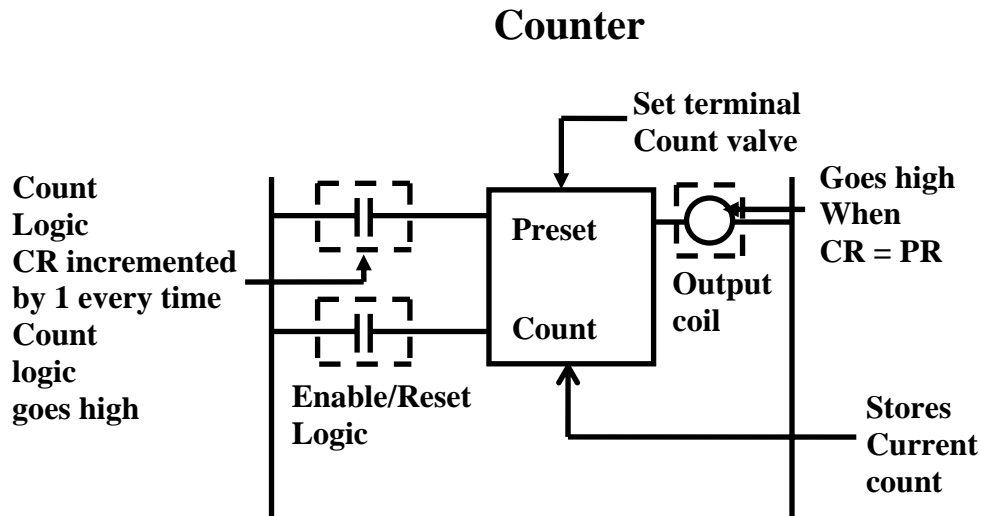 Counter
Set terminal
Count valve
Count
Logic
CR incremented
by 1 every time
Count
logic
goes high
Preset
Count
Goes high
When
CR = PR
Output
coil
Enable/Reset
Logic
Stores
Current
count